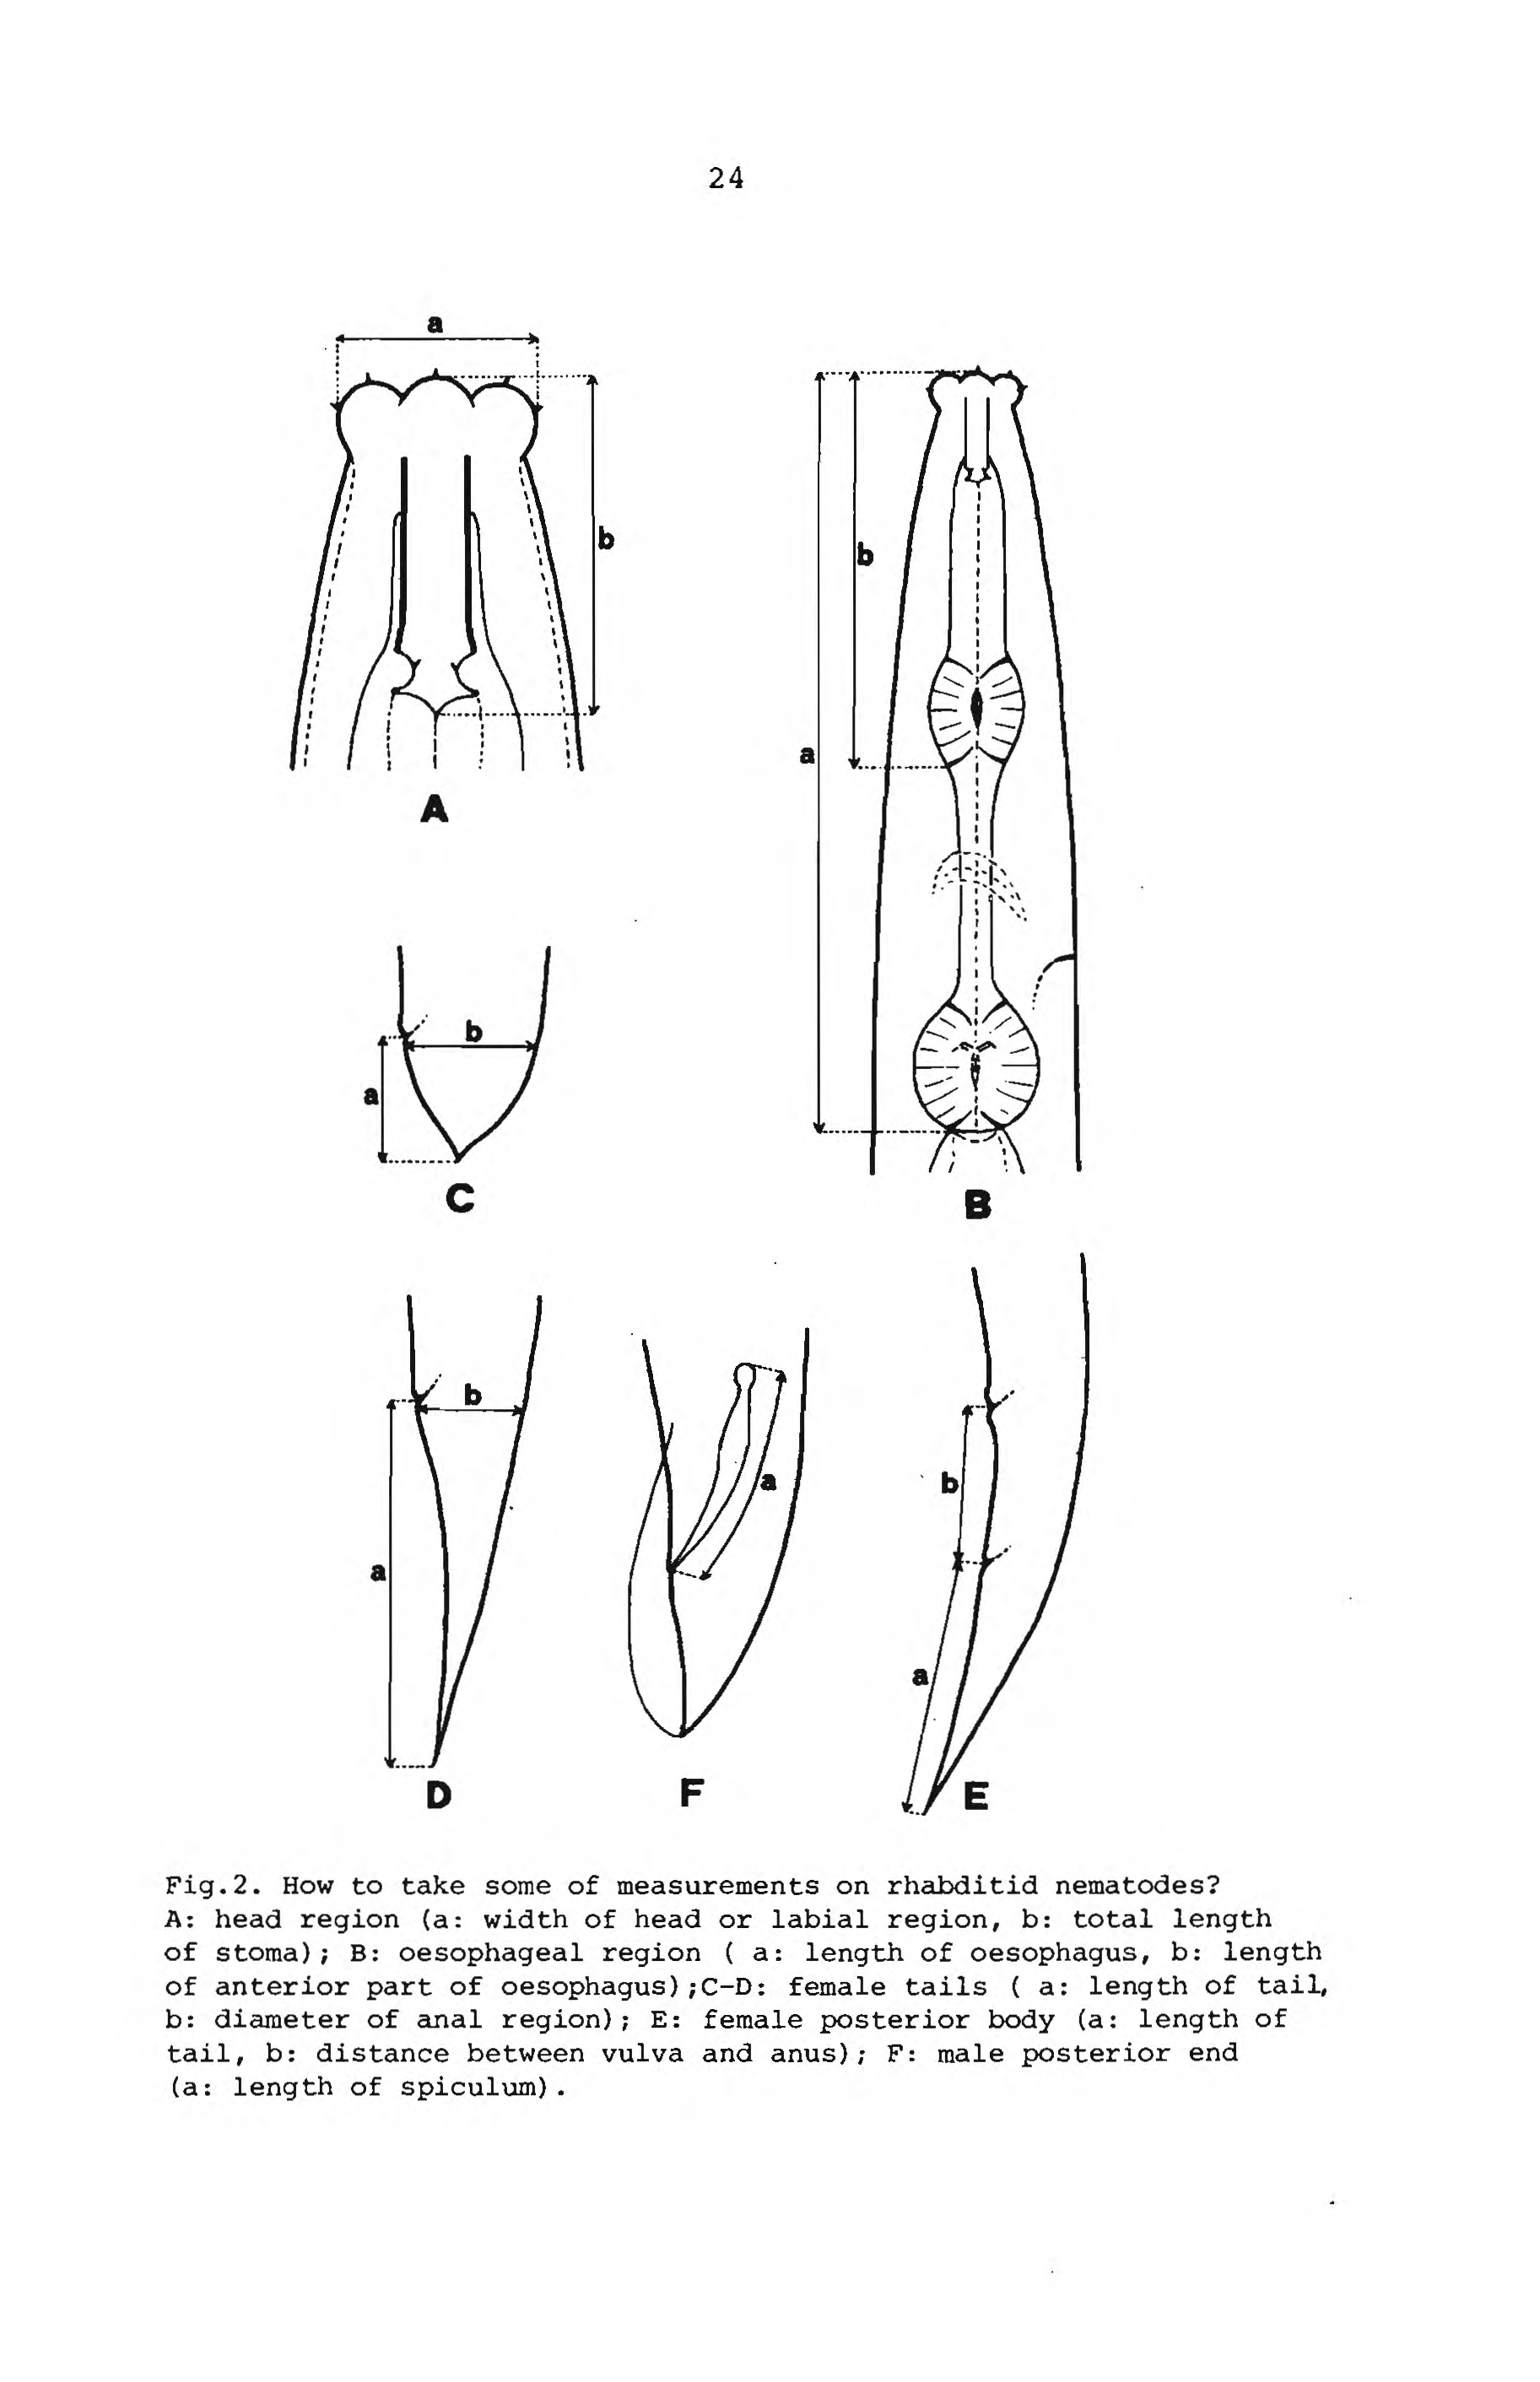 24
a
b
A
a
b
B
a
b
C
a
b
D
a
F
b
a
E
Fig.2. How to take some of measurements on rhabditid nematodes?
A: head region (a: width of head or labial region, b: total length
of stoma); B: oesophageal region ( a: length of oesophagus, b: length
of anterior part of oesophagus);C-D: female tails ( a: length of tail,
b: diameter of anal region); E: female posterior body (a: length of
tail, b: distance between vulva and anus); F: male posterior end
(a: length of spiculum).